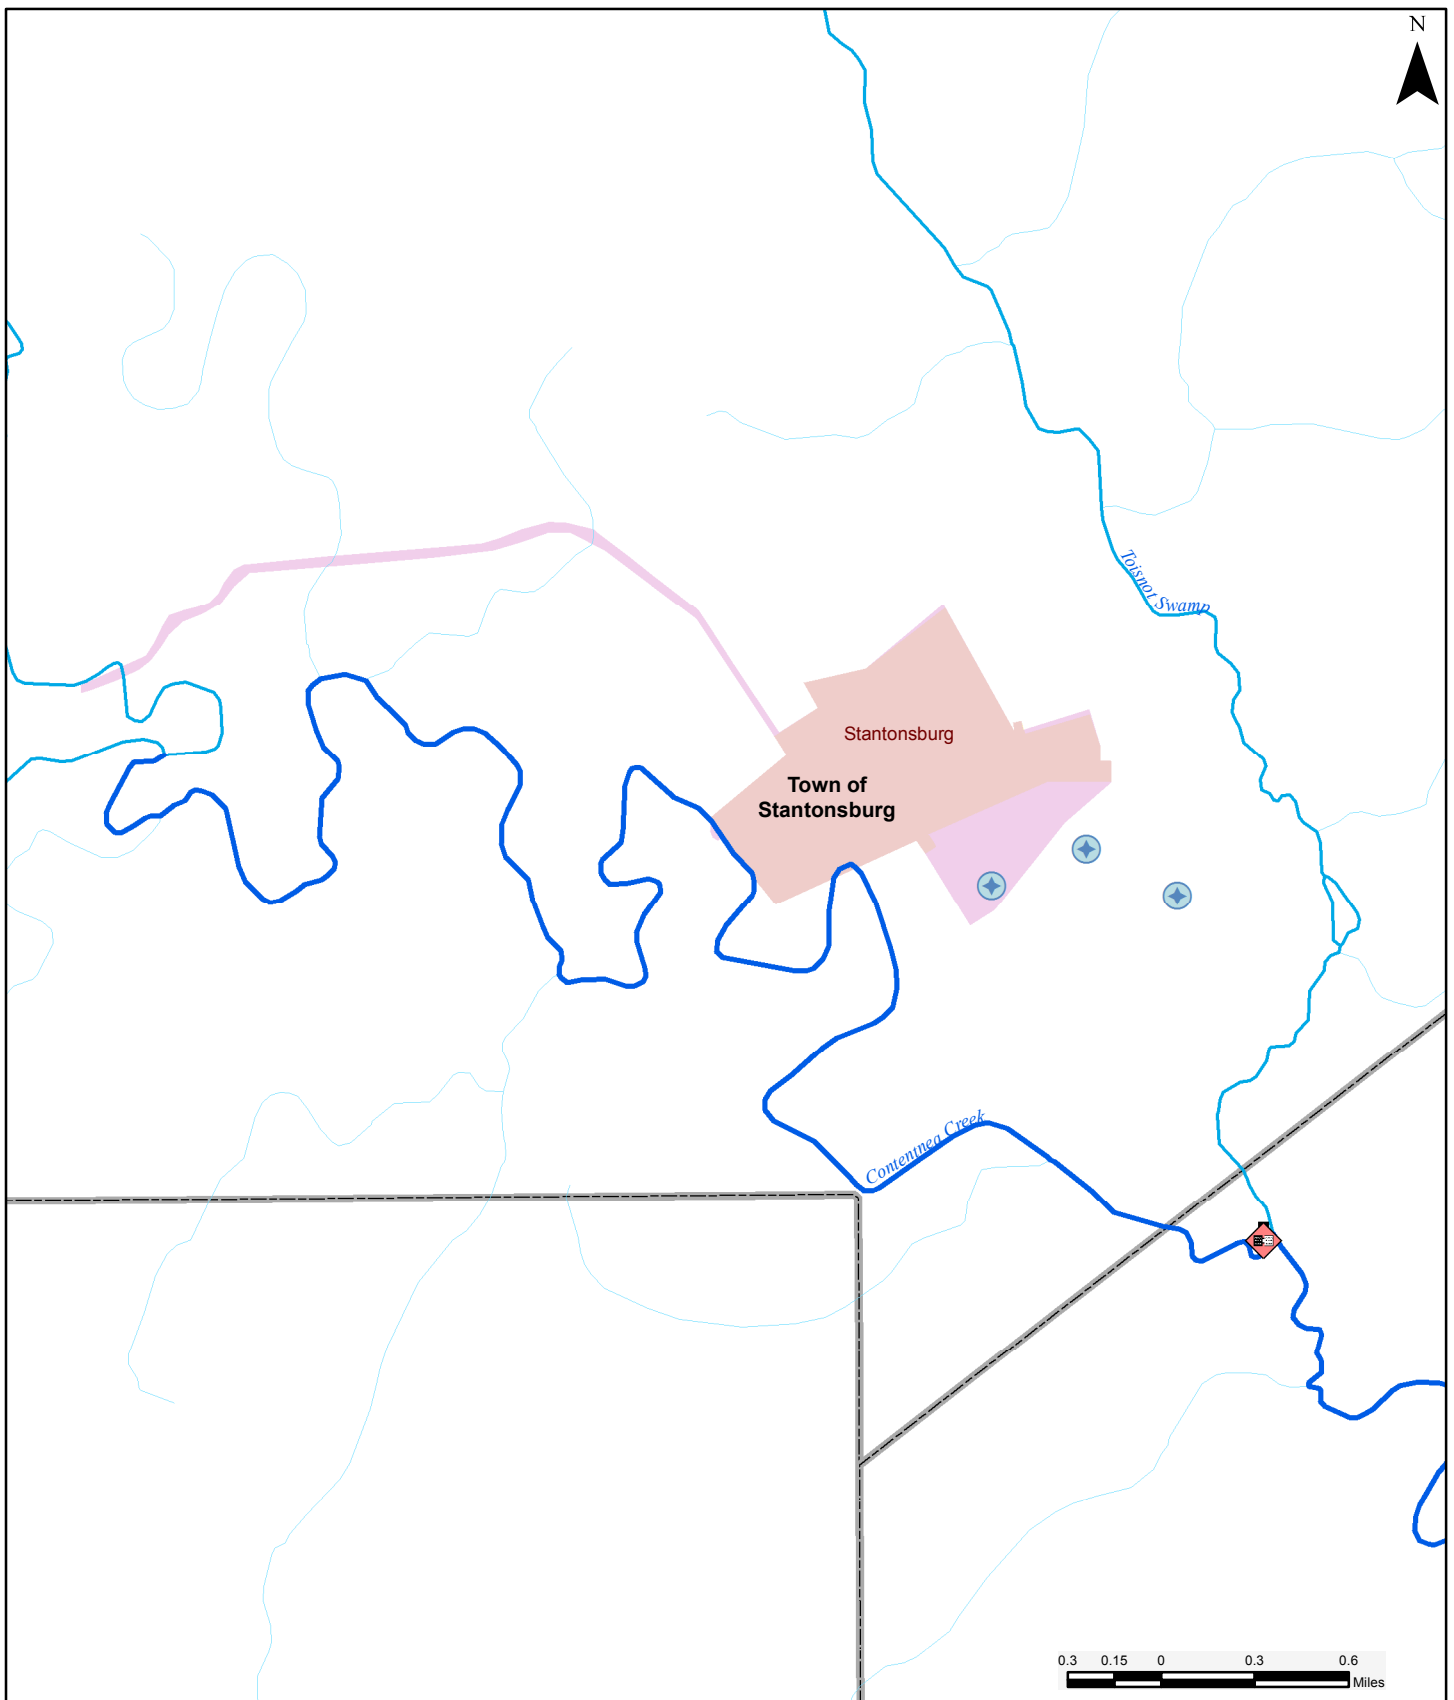 N
Toisnot Swamp
Stantonsburg
Town of
Stantonsburg
Contentnea Creek
0.3 0.15 0 0.3 0.6
Miles